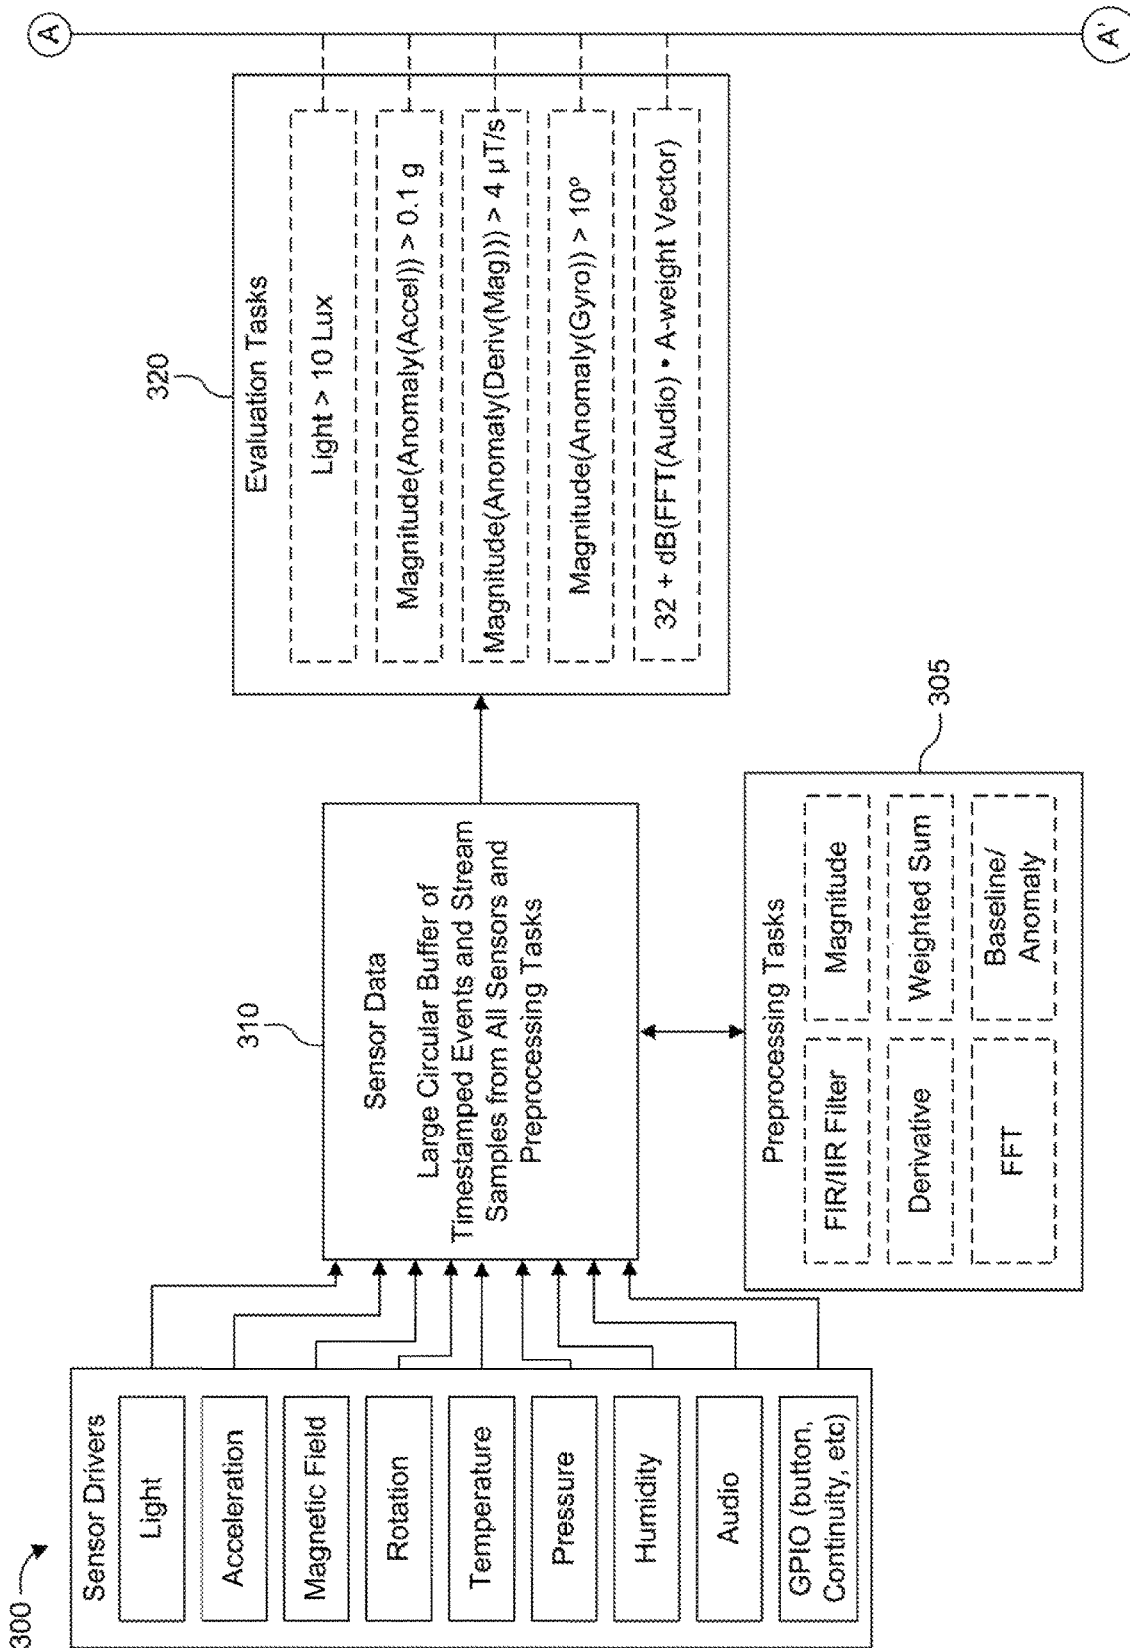 300
Sensor Drivers
Light
Acceleration
Magnetic Field
Rotation
Temperature
Pressure
Humidity
Audio
GPIO (button,
Continuity, etc)
310
Sensor Data
Large Circular Buffer of
Timestamped Events and Stream
Samples from All Sensors and
Preprocessing Tasks
305
Preprocessing Tasks
FIR/IIR Filter
Magnitude
Derivative
Weighted Sum
FFT
Baseline/
Anomaly
320
Evaluation Tasks
Light > 10 Lux
Magnitude(Anomaly(Accel)) > 0.1 g
Magnitude(Anomaly(Deriv(Mag))) > 4 µT/s
Magnitude(Anomaly(Gyro)) > 10°
32 + dB(FFT(Audio) • A-weight Vector)
A
A'